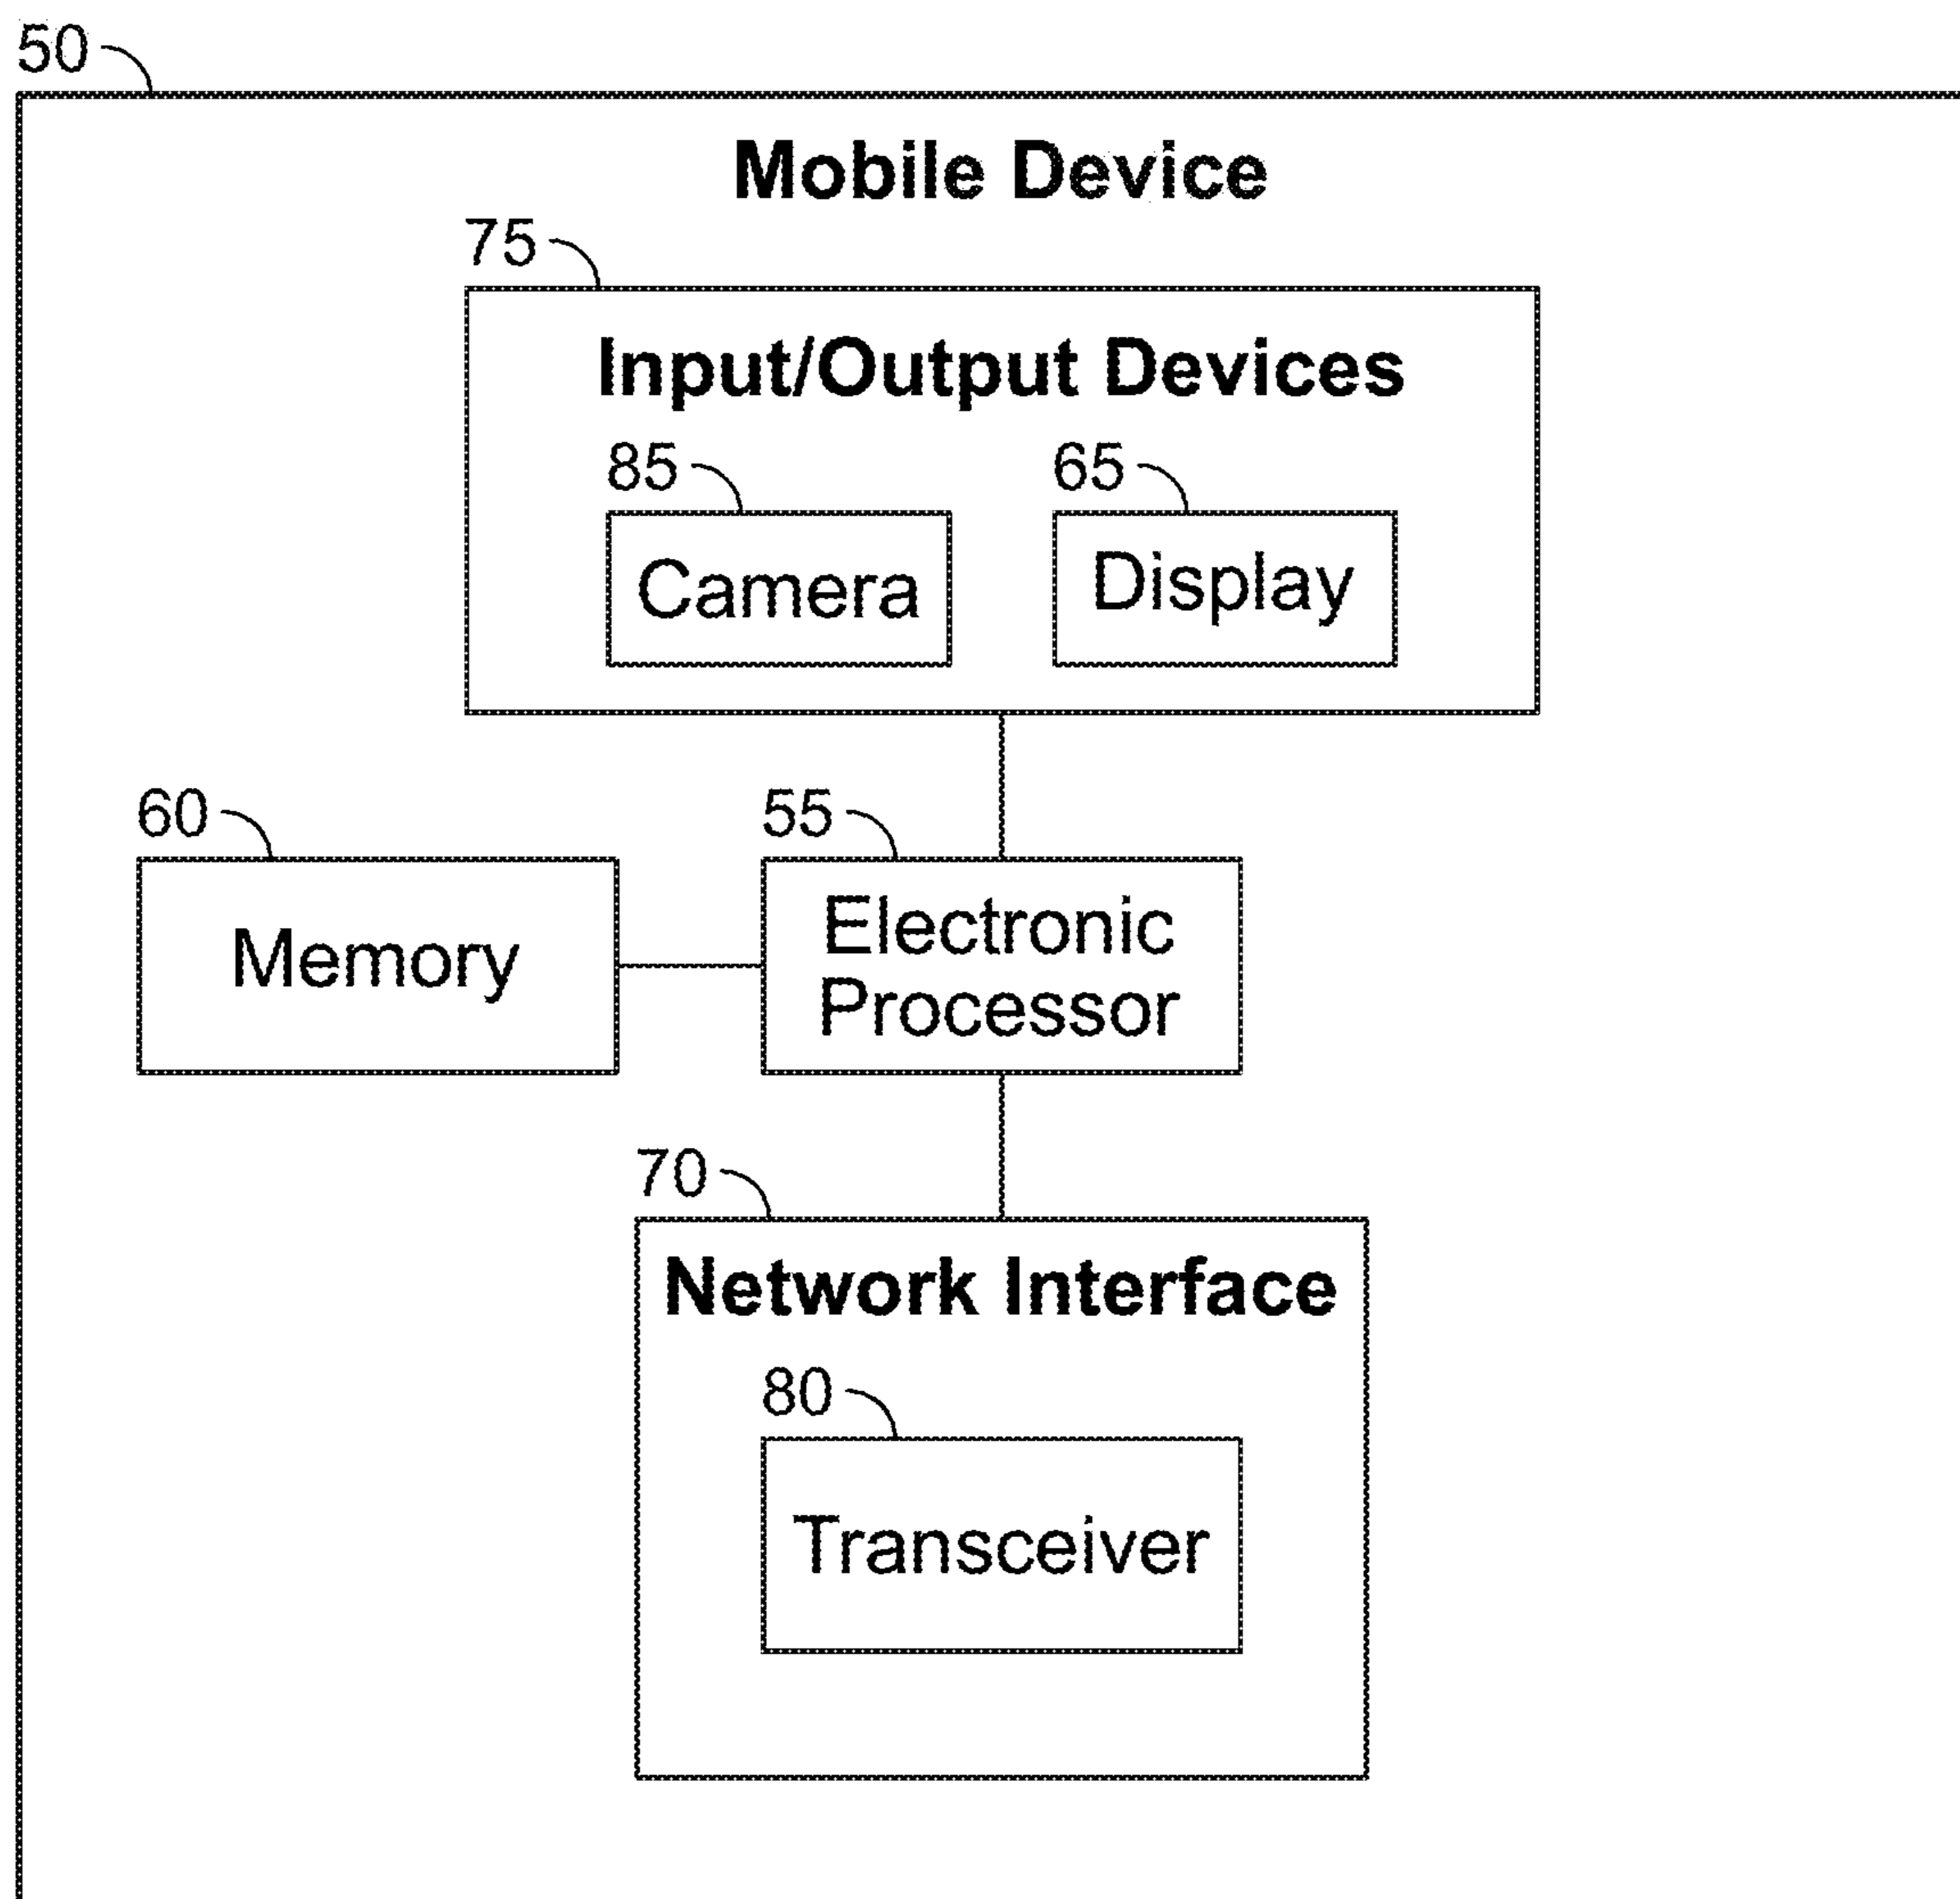 50
Mobile Device
75
Input/Output Devices
85
65
Camera
Display
60
55
Memory
Electronic
Processor
70
Network Interface
80
Transceiver